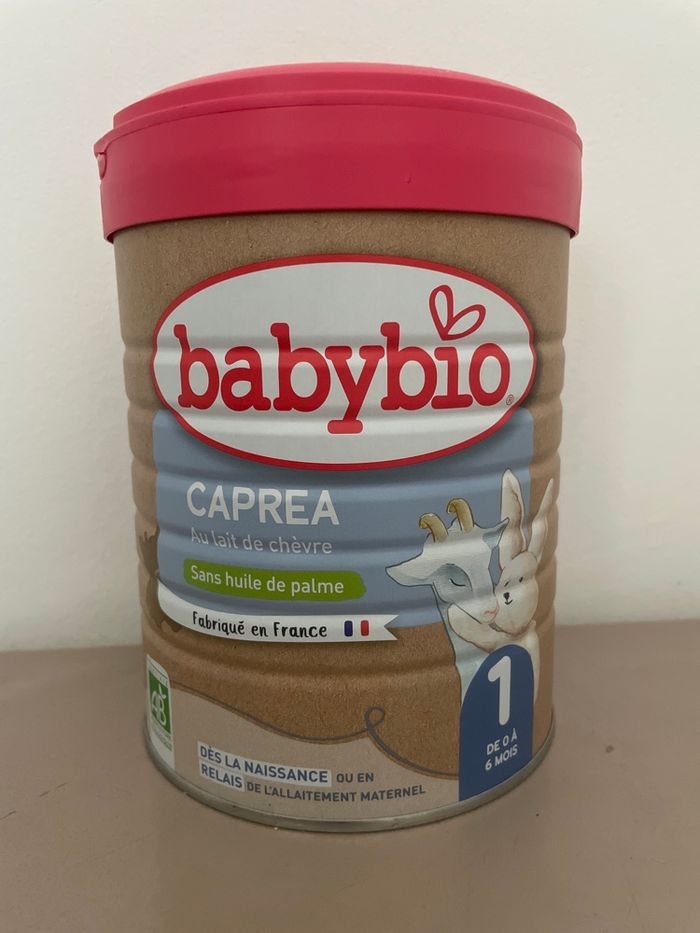 babybio
CAPREA
Au lait de chèvre
Sans huile de palme
Fabriqué en France
1
DE 0 À
6 MOIS
AB
DÈS LA NAISSANCE OU EN
RELAIS DE L'ALLAITEMENT MATERNEL